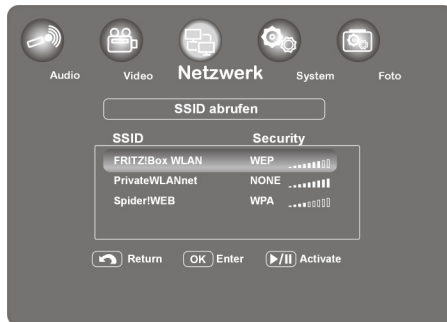 Audio Video Netzwerk System Foto
SSID abrufen
SSID Security
FRITZ!Box WLAN WEP
PrivateWLANnet NONE
Spider!WEB WPA
Return OK Enter Activate